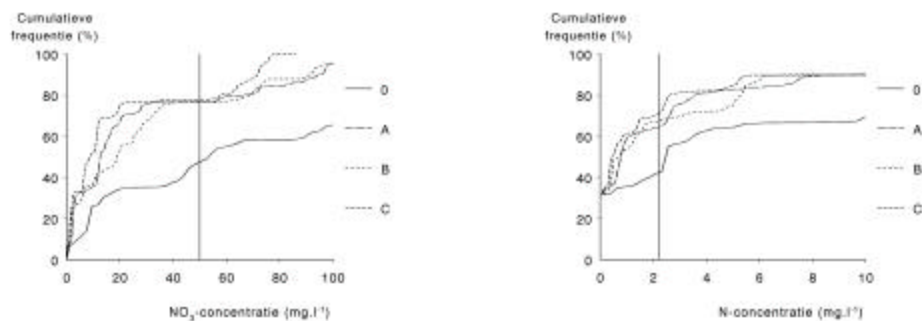 Cumulatieve
frequentie (%)
100
80
60
40
20
0
0
20
40
60
80
100
NO₃-concentratie (mg.l⁻¹)
0
A
B
C
Cumulatieve
frequentie (%)
100
80
60
40
20
0
0
2
4
6
8
10
N-concentratie (mg.l⁻¹)
0
A
B
C